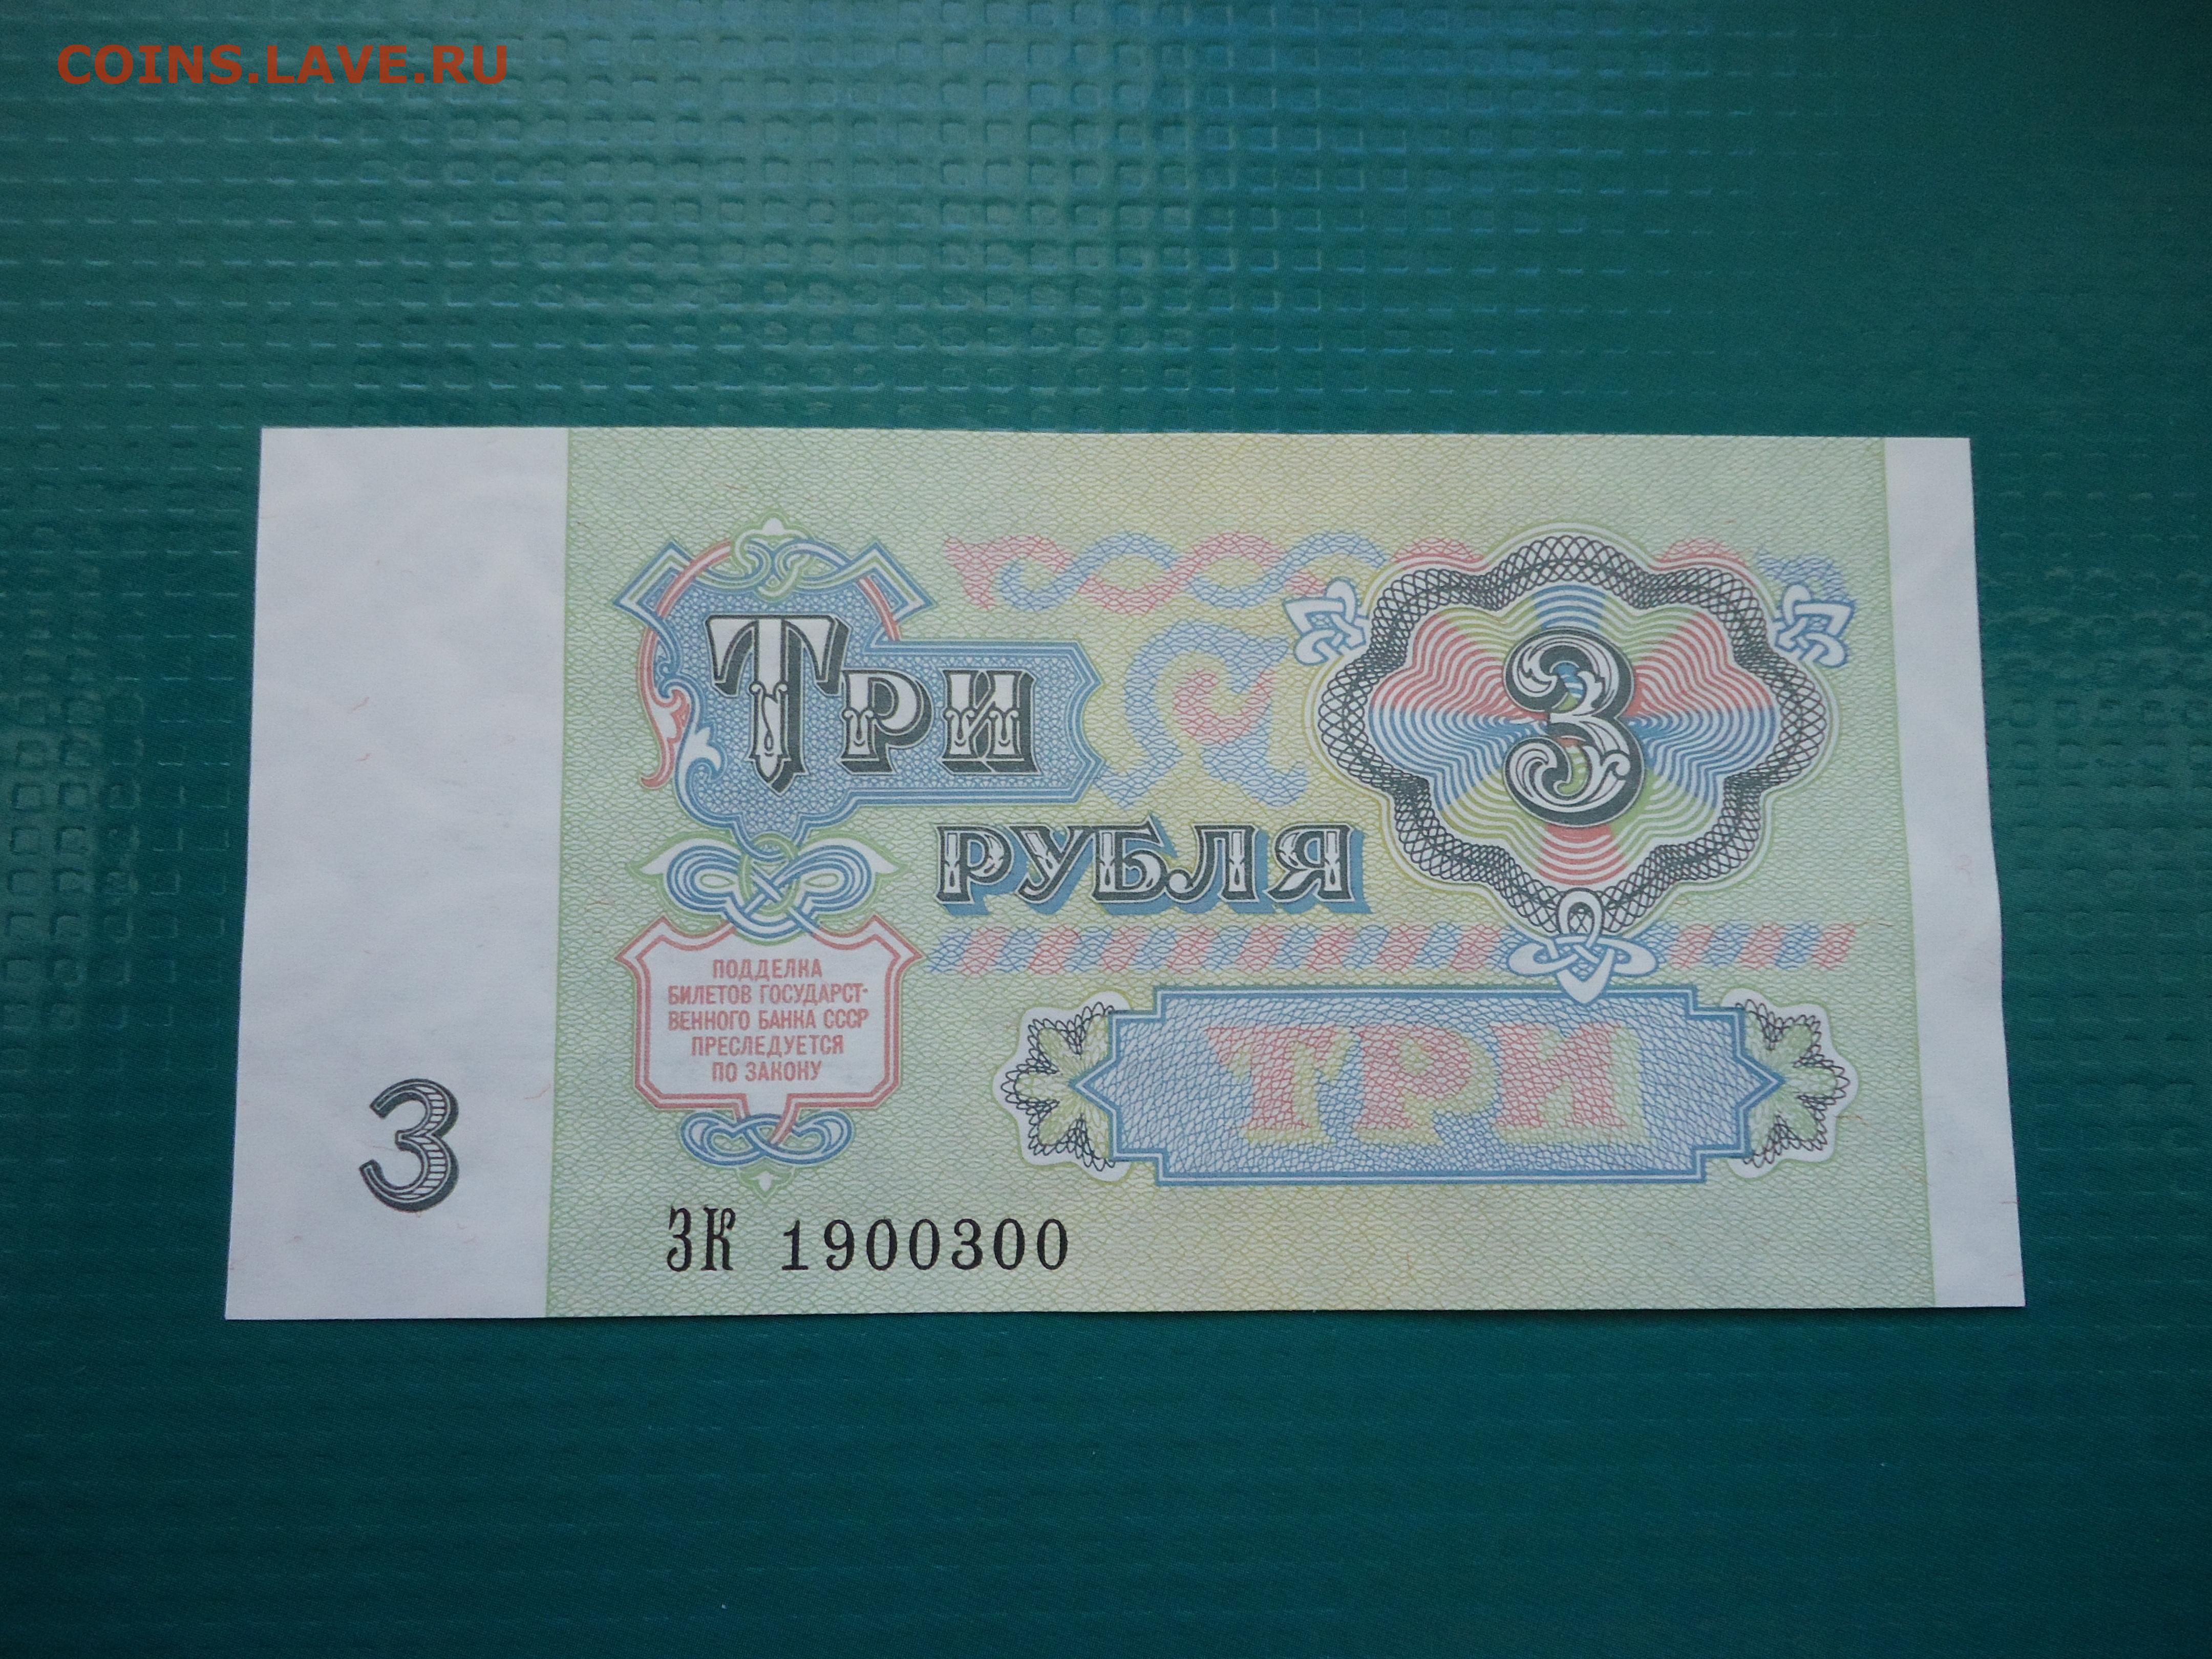 COINS.LAVE.RU
ТРИ
3
РУБЛЯ
ПОДДЕЛКА
БИЛЕТОВ ГОСУДАРСТ-
ВЕННОГО БАНКА СССР
ПРЕСЛЕДУЕТСЯ
ПО ЗАКОНУ
ТРИ
3
ЗК 1900300